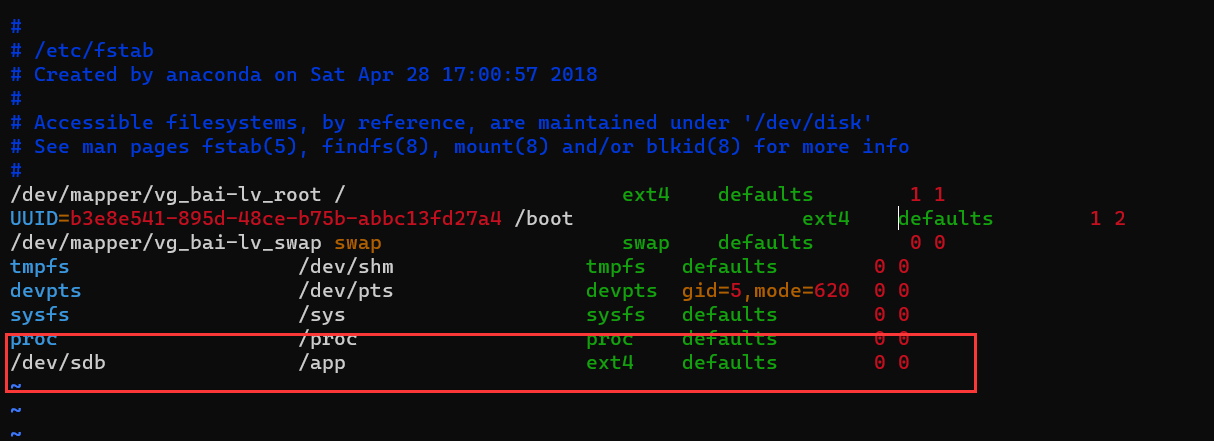 #
# /etc/fstab
# Created by anaconda on Sat Apr 28 17:00:57 2018
#
# Accessible filesystems, by reference, are maintained under '/dev/disk'
# See man pages fstab(5), findfs(8), mount(8) and/or blkid(8) for more info
#
/dev/mapper/vg_bai-lv_root / ext4 defaults 1 1
UUID=b3e8e541-895d-48ce-b75b-abbc13fd27a4 /boot ext4 defaults 1 2
/dev/mapper/vg_bai-lv_swap swap swap defaults 0 0
tmpfs /dev/shm tmpfs defaults 0 0
devpts /dev/pts devpts gid=5,mode=620 0 0
sysfs /sys sysfs defaults 0 0
proc /proc proc defaults 0 0
/dev/sdb /app ext4 defaults 0 0
~
~
~